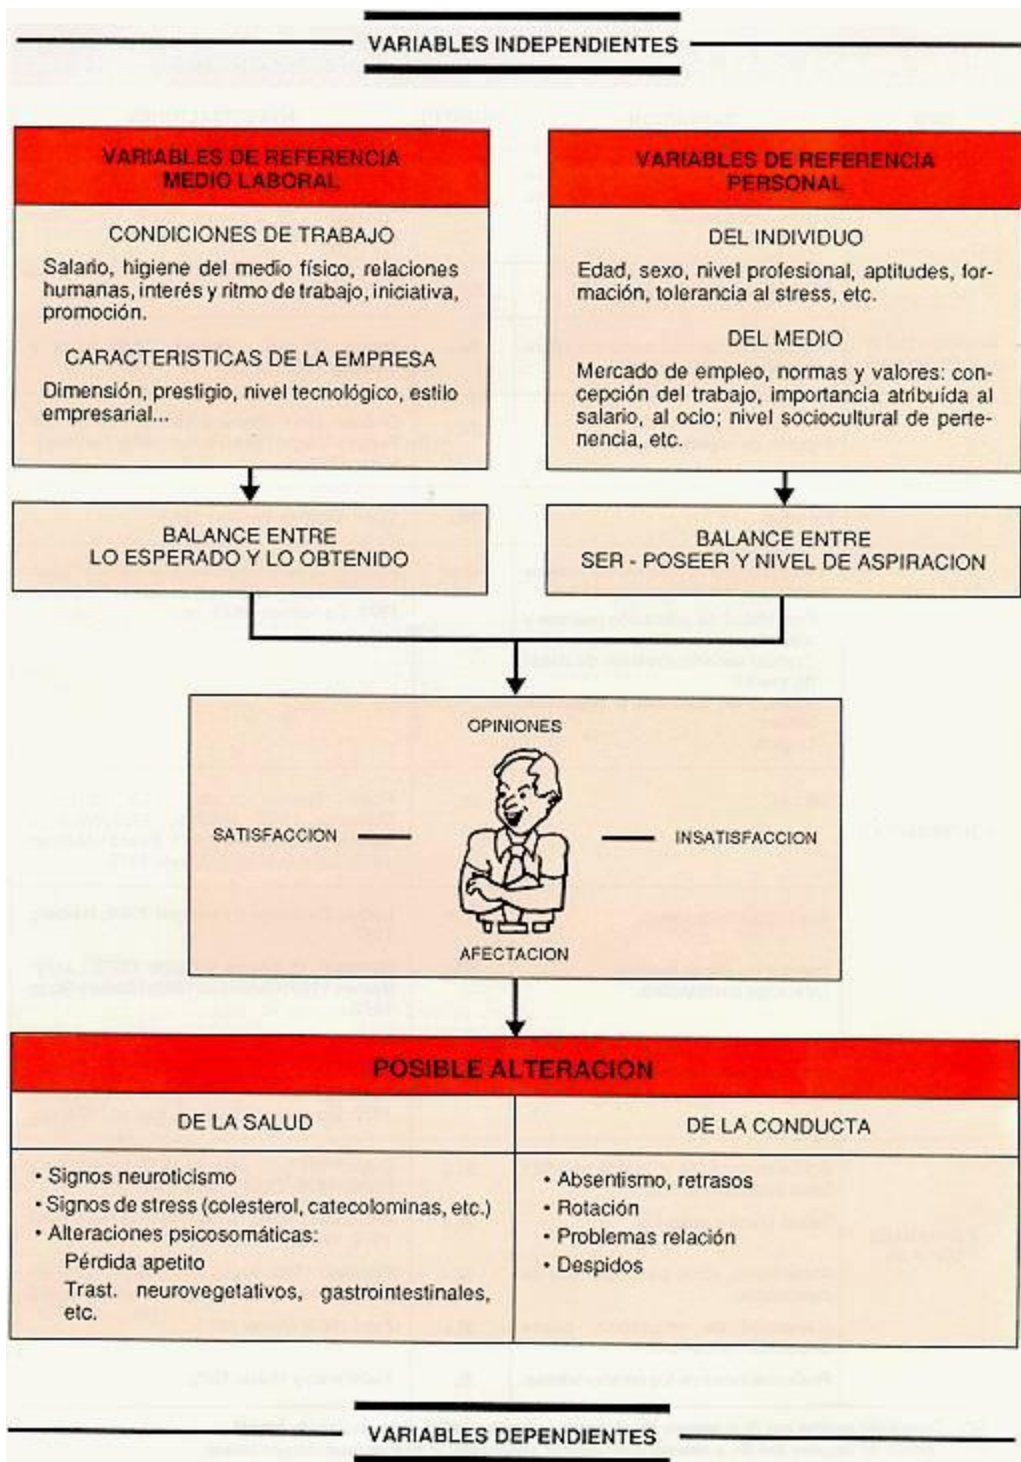 VARIABLES INDEPENDIENTES
VARIABLES DE REFERENCIA
MEDIO LABORAL
CONDICIONES DE TRABAJO
Salario, higiene del medio físico, relaciones
humanas, interés y ritmo de trabajo, iniciativa,
promoción.
CARACTERISTICAS DE LA EMPRESA
Dimensión, prestigio, nivel tecnológico, estilo
empresarial...
VARIABLES DE REFERENCIA
PERSONAL
DEL INDIVIDUO
Edad, sexo, nivel profesional, aptitudes, for-
mación, tolerancia al stress, etc.
DEL MEDIO
Mercado de empleo, normas y valores: con-
cepción del trabajo, importancia atribuida al
salario, al ocio; nivel sociocultural de perte-
nencia, etc.
BALANCE ENTRE
LO ESPERADO Y LO OBTENIDO
BALANCE ENTRE
SER - POSEER Y NIVEL DE ASPIRACION
OPINIONES
SATISFACCION
INSATISFACCION
AFECTACION
POSIBLE ALTERACION
DE LA SALUD
• Signos neuroticismo
• Signos de stress (colesterol, catecolominas, etc.)
• Alteraciones psicosomáticas:
Pérdida apetito
Trast. neurovegetativos, gastrointestinales,
etc.
DE LA CONDUCTA
• Absentismo, retrasos
• Rotación
• Problemas relación
• Despidos
VARIABLES DEPENDIENTES